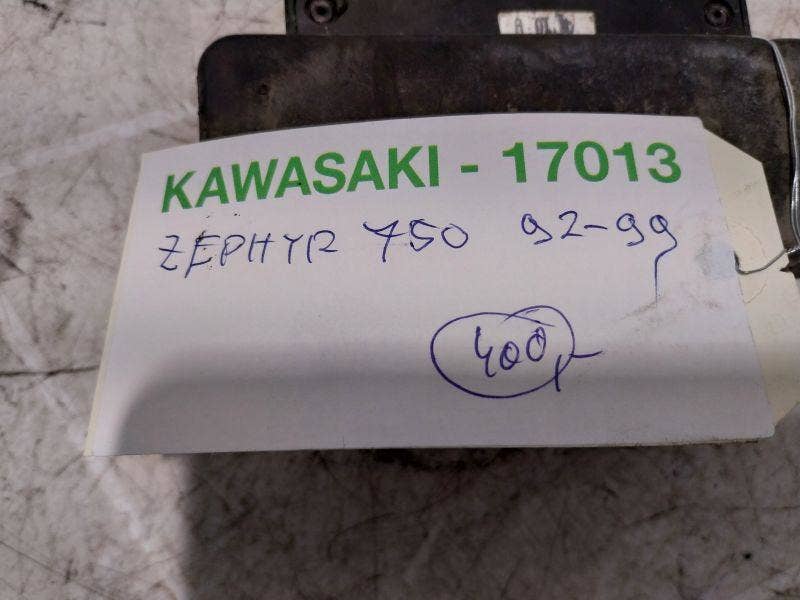 KAWASAKI - 17013
ZEPHYR 750 92-99
400,-